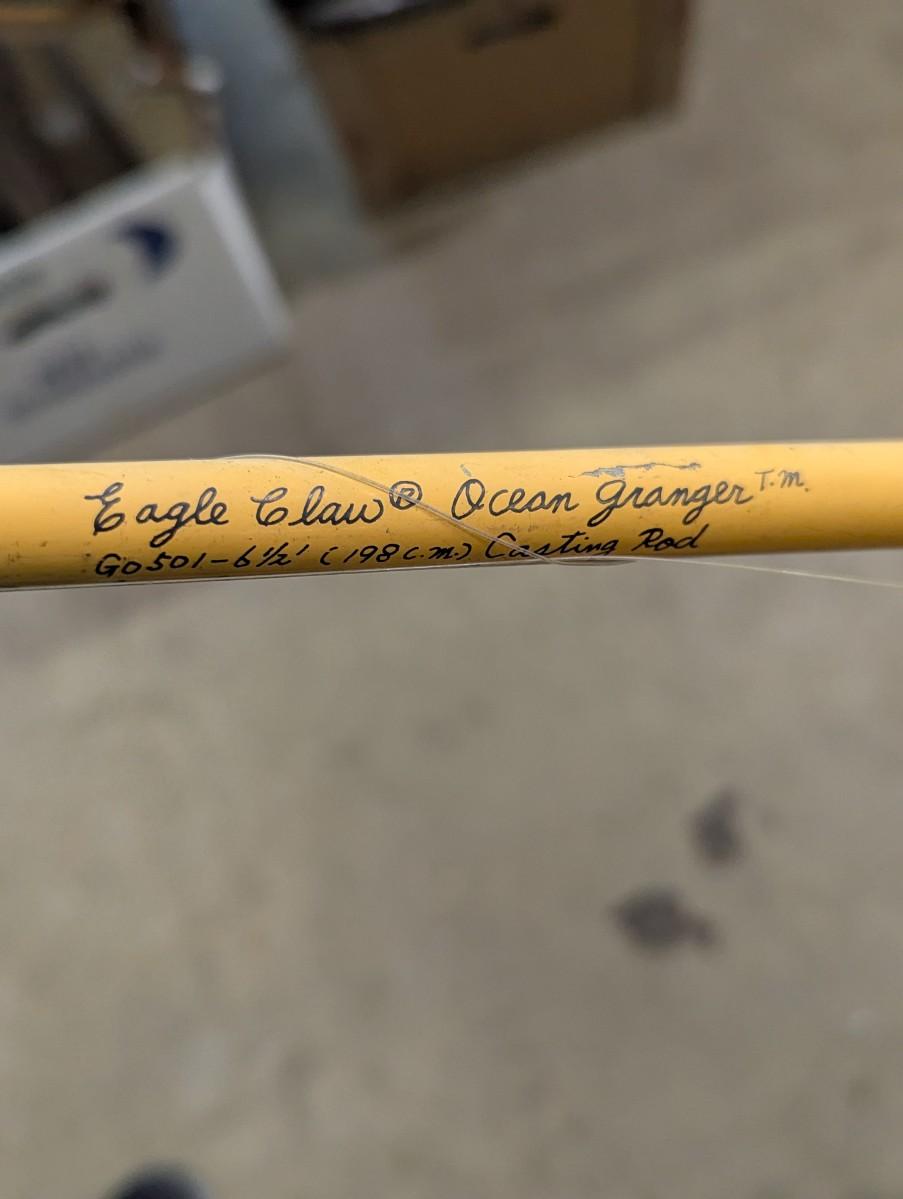 Eagle Claw® Ocean Granger T.M.
GO501-6½' (198 C.M.) Casting Rod